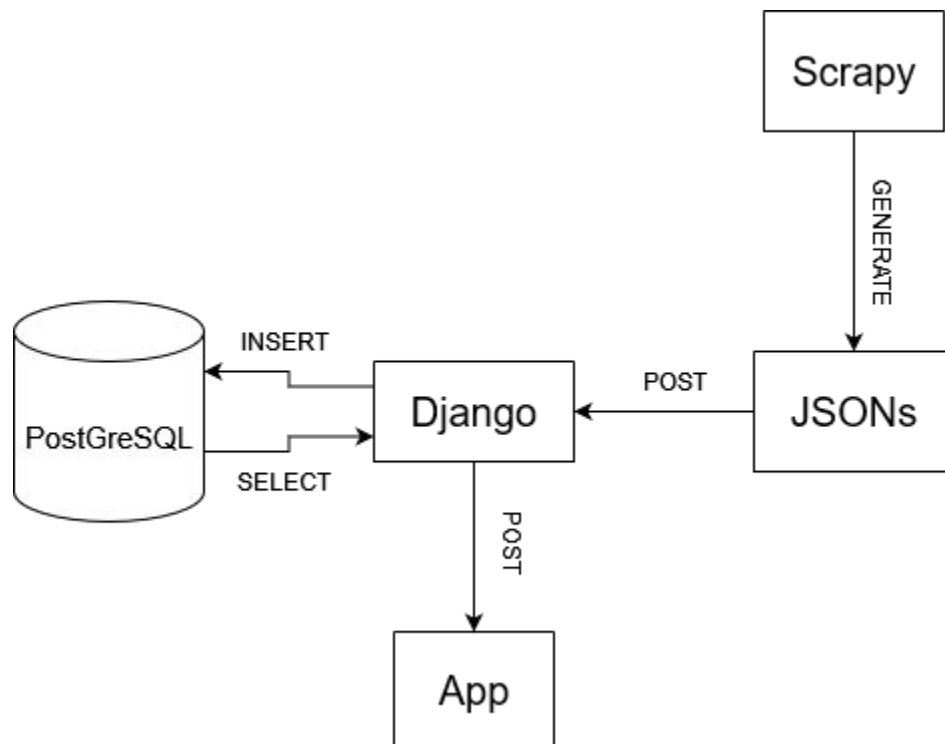 Scrapy
GENERATE
INSERT
POST
Django
JSONs
PostGreSQL
SELECT
POST
App